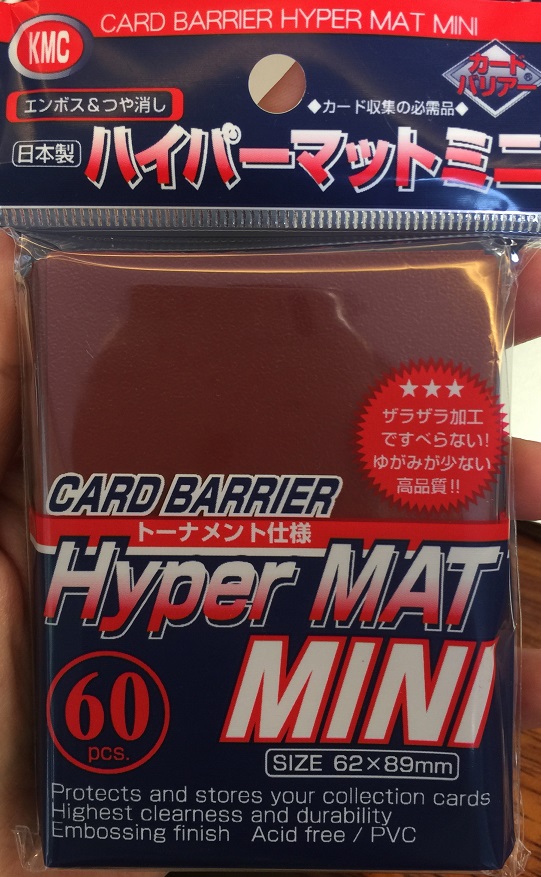 CARD BARRIER HYPER MAT MINI
KMC
カード
バリアー®
エンボス&つや消し
◆カード収集の必需品◆
日本製
ハイパーマットミニ
★★★
ザラザラ加工
ですべらない!
ゆがみが少ない
高品質!!
CARD BARRIER
トーナメント仕様
Hyper MAT
MINI
60
pcs.
SIZE 62×89mm
Protects and stores your collection cards
Highest clearness and durability
Embossing finish Acid free / PVC